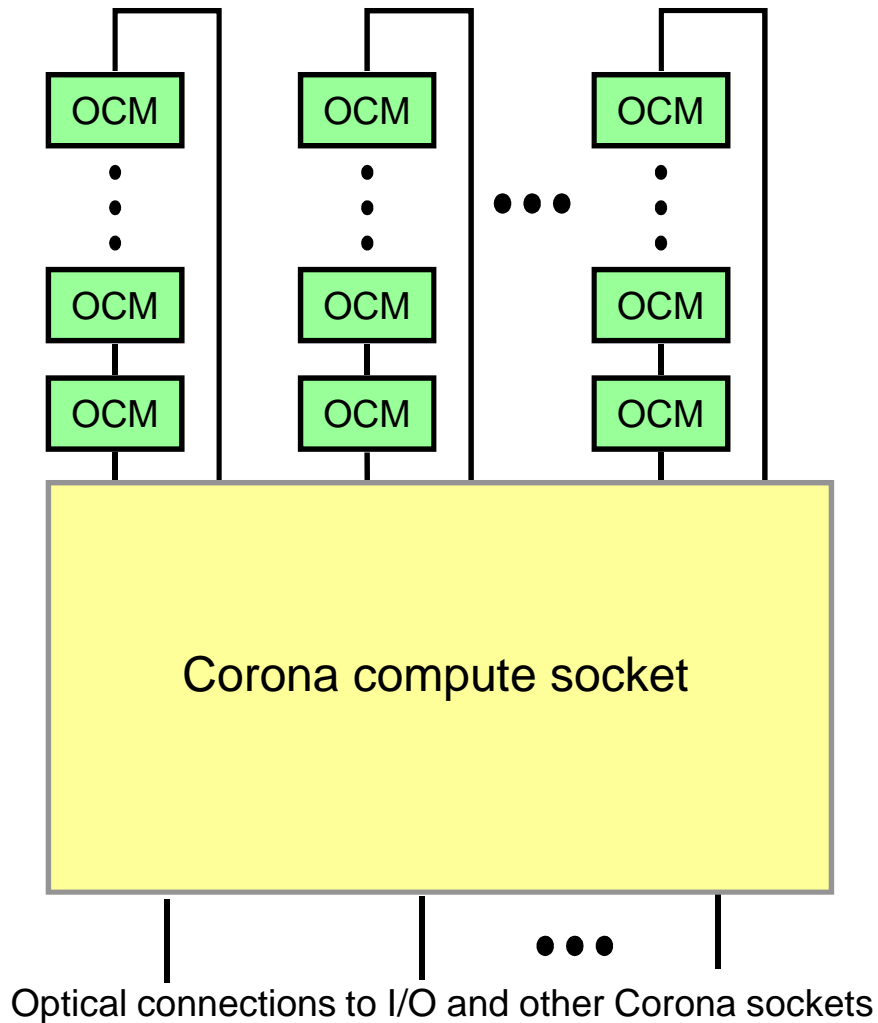 OCM OCM OCM
OCM OCM OCM
OCM OCM OCM
Corona compute socket
Optical connections to I/O and other Corona sockets